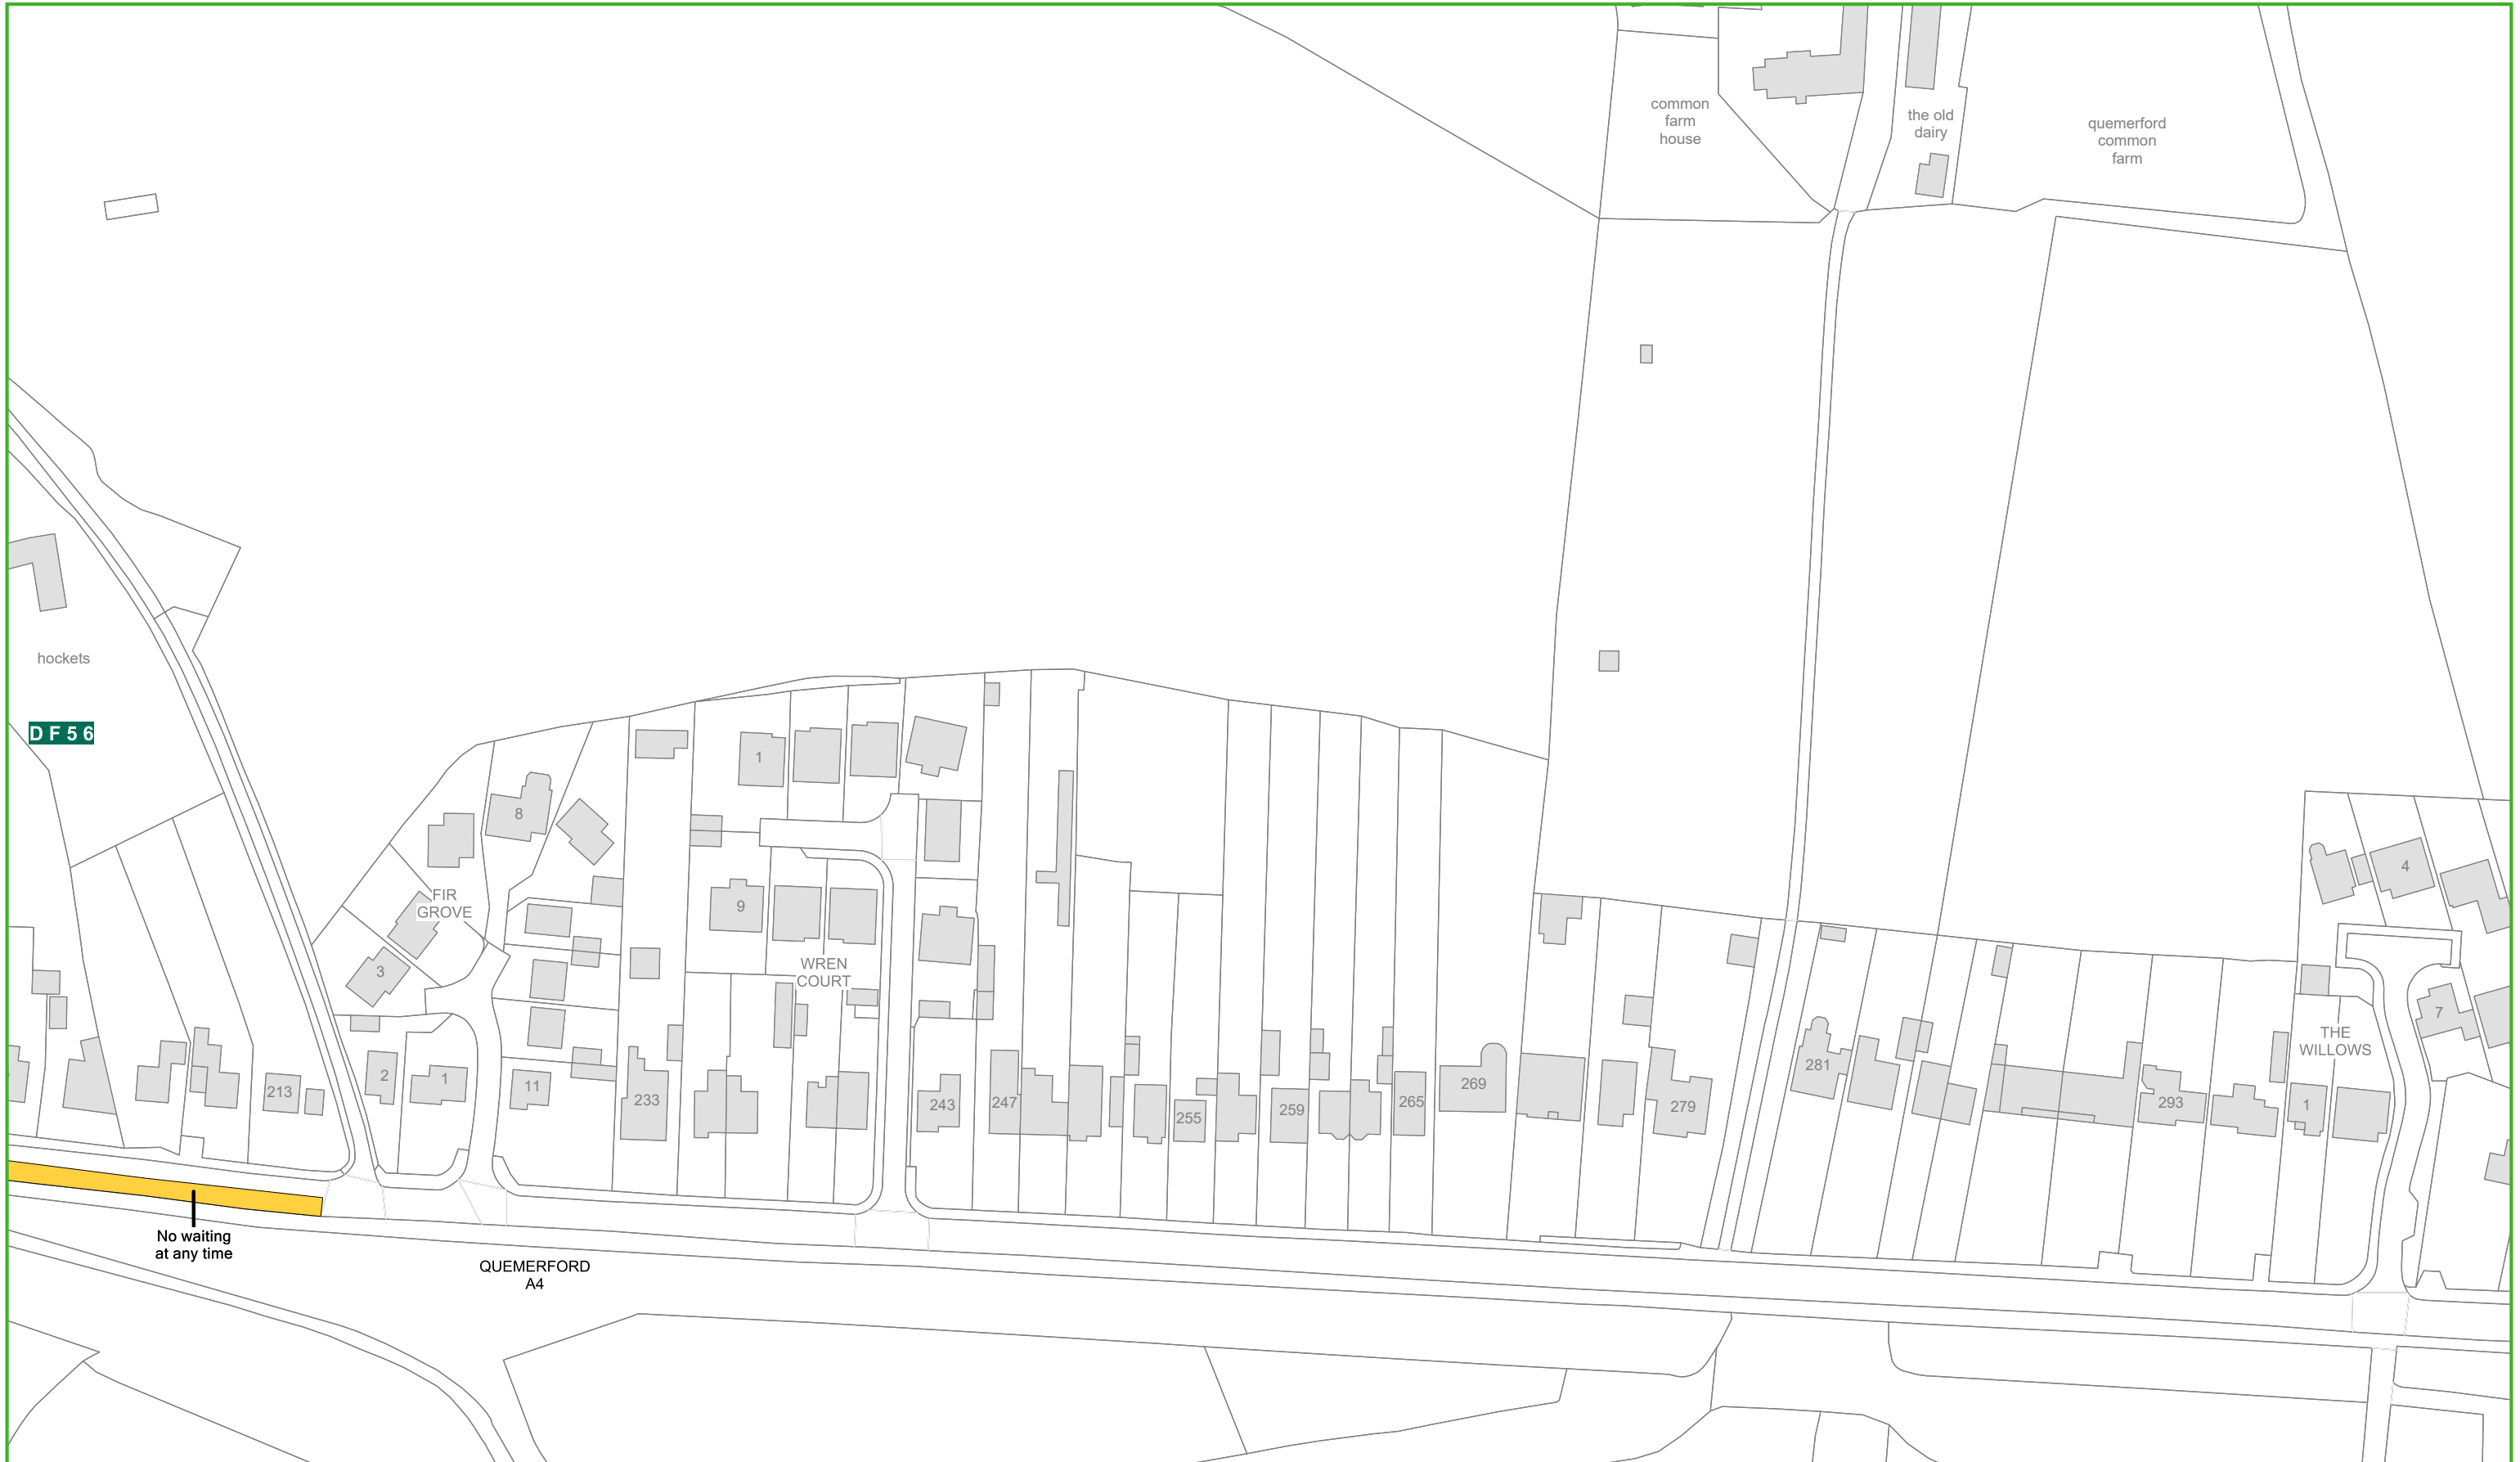 common
farm
house
the old
dairy
quemerford
common
farm
hockets
D F 5 6
1
8
FIR
GROVE
9
4
3
WREN
COURT
7
THE
WILLOWS
2
1
11
213
233
243
247
255
259
265
269
279
281
293
1
No waiting
at any time
QUEMERFORD
A4